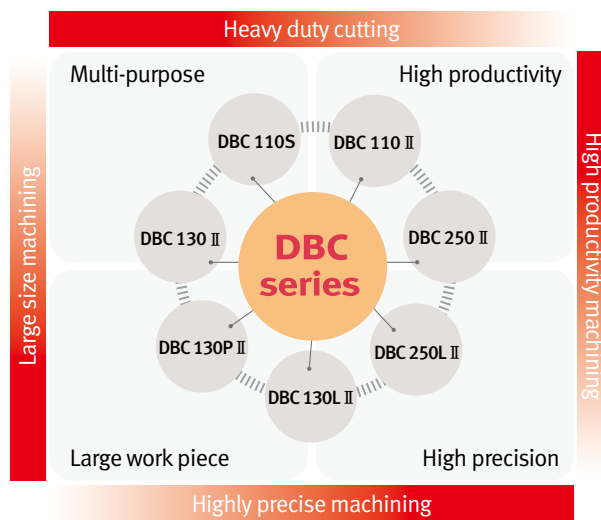 Heavy duty cutting
Multi-purpose
High productivity
Large size machining
High productivity machining
DBC 110S
DBC 110 Ⅱ
DBC 130 Ⅱ
DBC 250 Ⅱ
DBC
series
DBC 130P Ⅱ
DBC 250L Ⅱ
DBC 130L Ⅱ
Large work piece
High precision
Highly precise machining